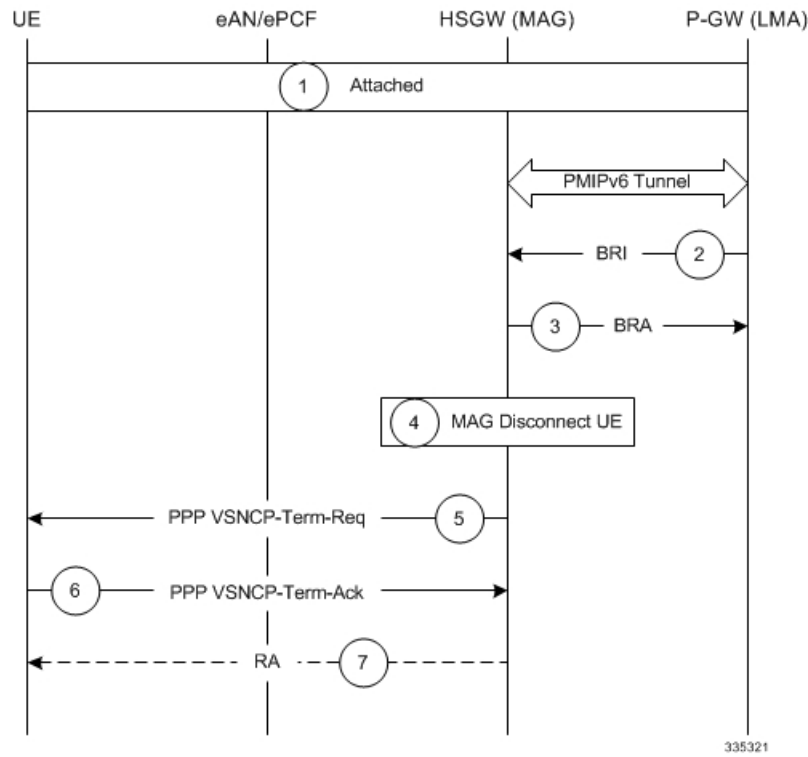 UE eAN/ePCF HSGW (MAG) P-GW (LMA)
1 Attached
PMIPv6 Tunnel
BRI 2
3 BRA
4 MAG Disconnect UE
PPP VSNCP-Term-Req 5
6 PPP VSNCP-Term-Ack
RA 7
335321